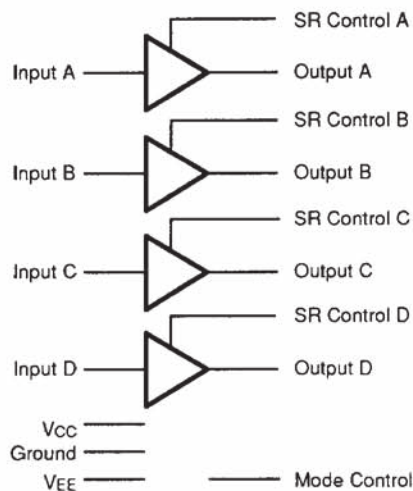 SR Control A
Input A
Output A
SR Control B
Input B
Output B
SR Control C
Input C
Output C
SR Control D
Input D
Output D
VCC
Ground
VEE
Mode Control